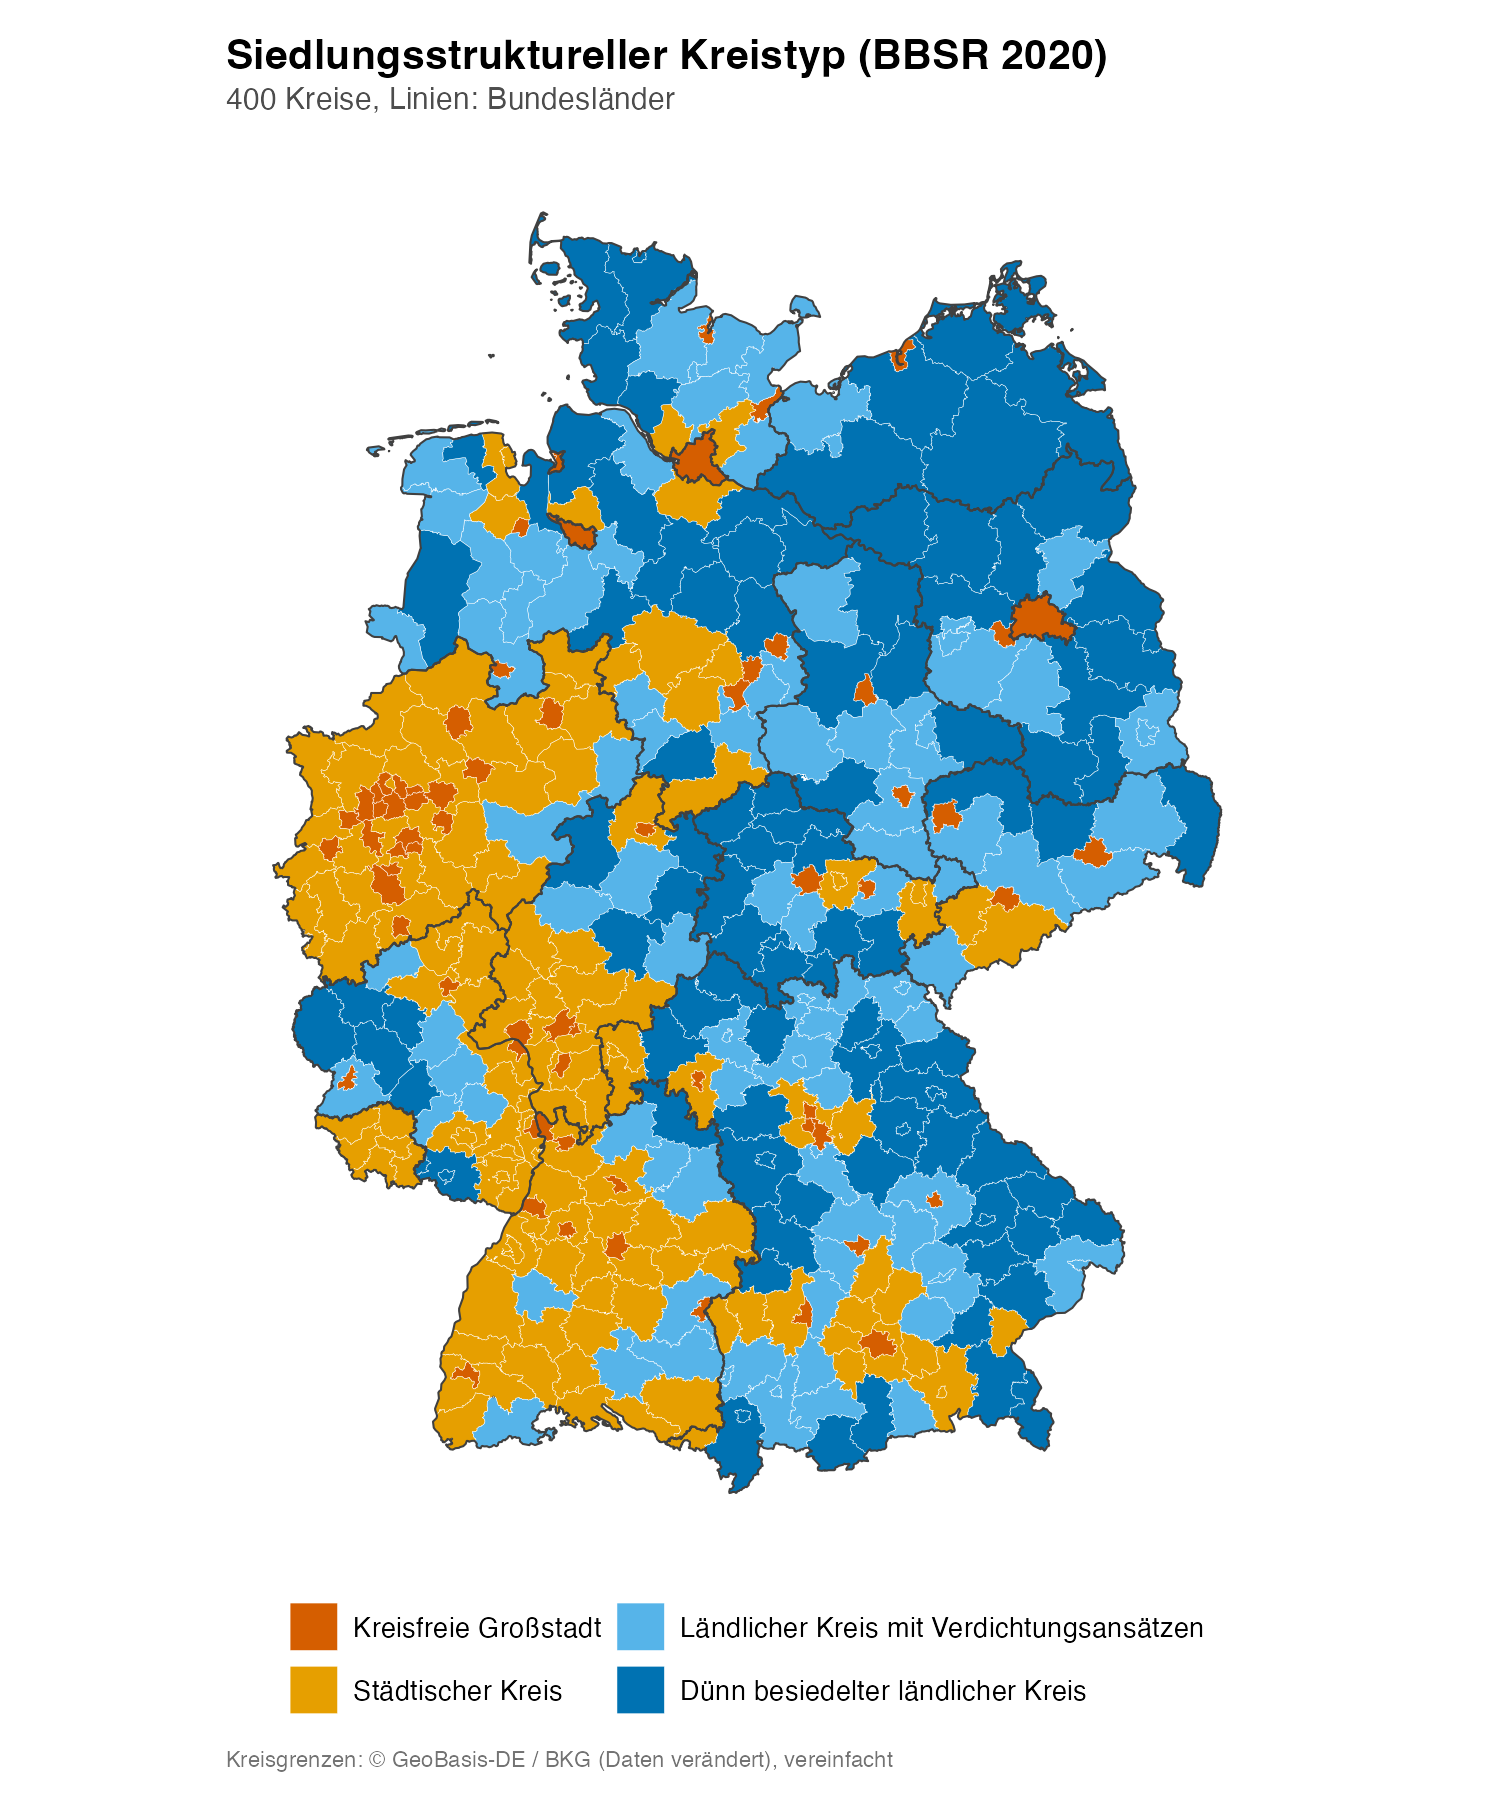 Siedlungsstruktureller Kreistyp (BBSR 2020)
400 Kreise, Linien: Bundesländer
Kreisfreie Großstadt
Ländlicher Kreis mit Verdichtungsansätzen
Städtischer Kreis
Dünn besiedelter ländlicher Kreis
Kreisgrenzen: © GeoBasis-DE / BKG (Daten verändert), vereinfacht